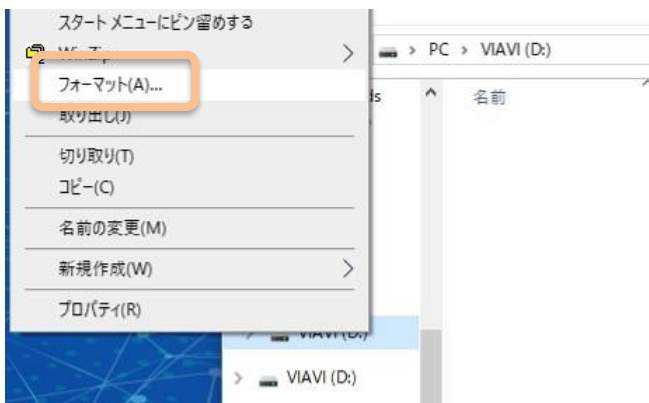 スタート メニューにピン留めする
WinZip
フォーマット(A)...
取り出し(J)
切り取り(T)
コピー(C)
名前の変更(M)
新規作成(W)
プロパティ(R)
PC > VIAVI (D:)
名前
VIAVI (D:)
VIAVI (D:)